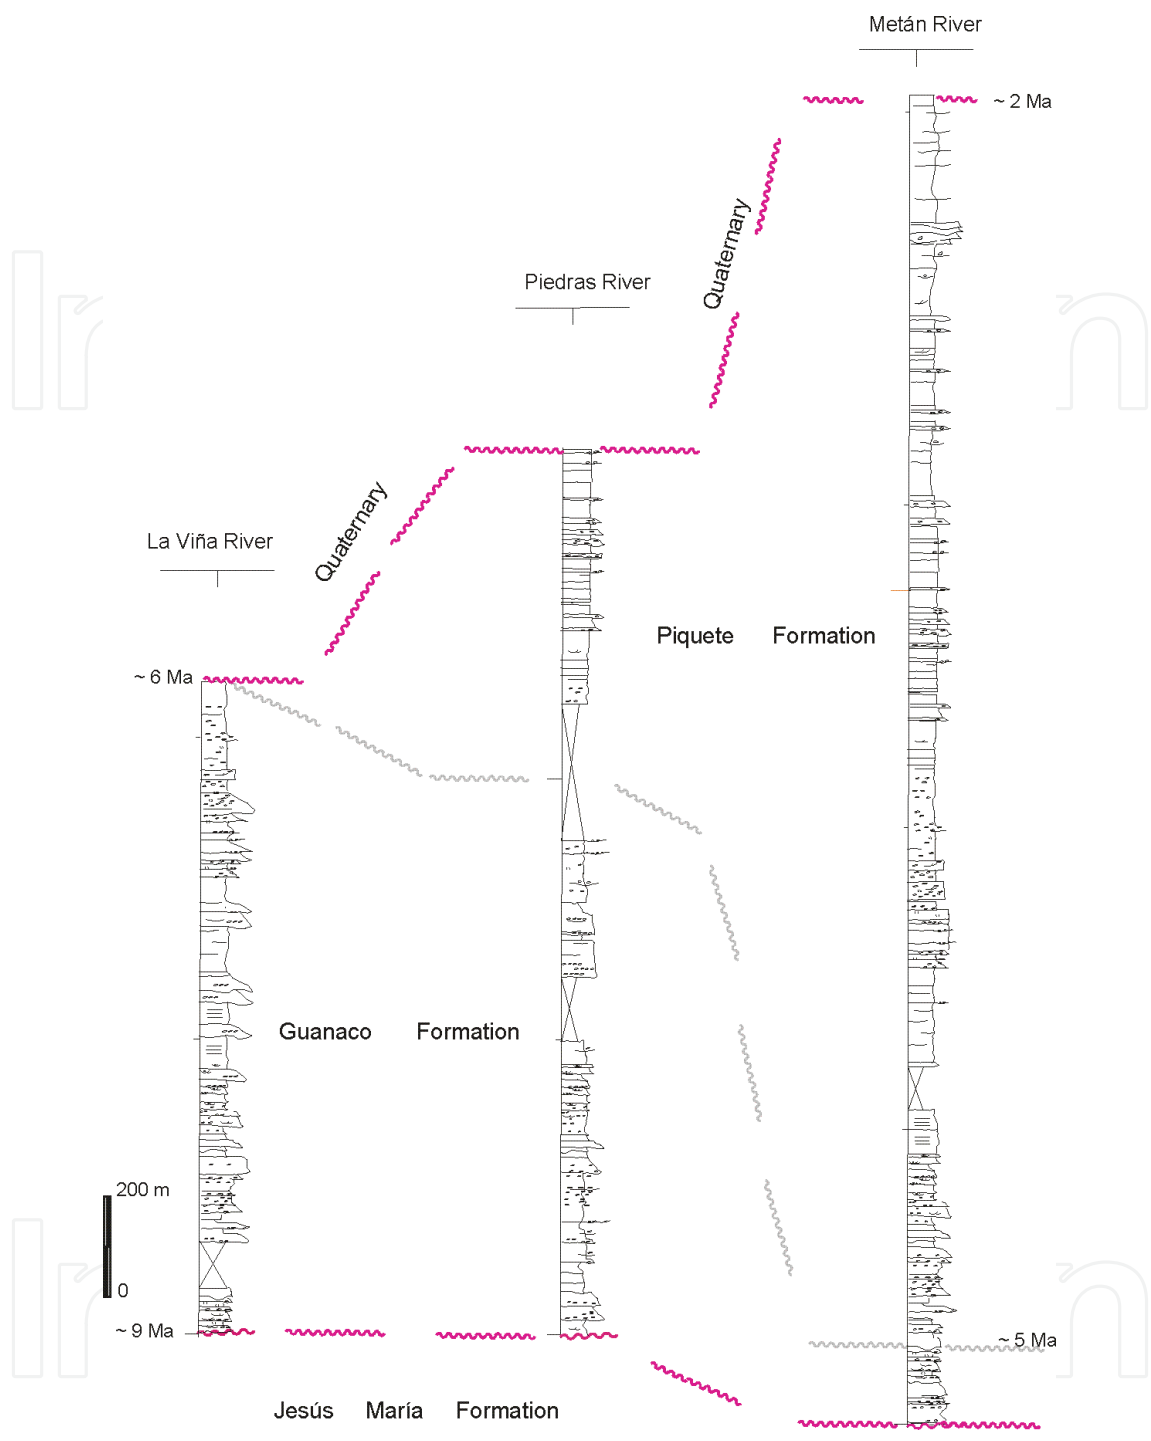 Metán River
~ 2 Ma
Quaternary
Piedras River
Quaternary
La Viña River
Piquete Formation
~ 6 Ma
Guanaco Formation
200 m
0
~ 9 Ma
~ 5 Ma
Jesús María Formation